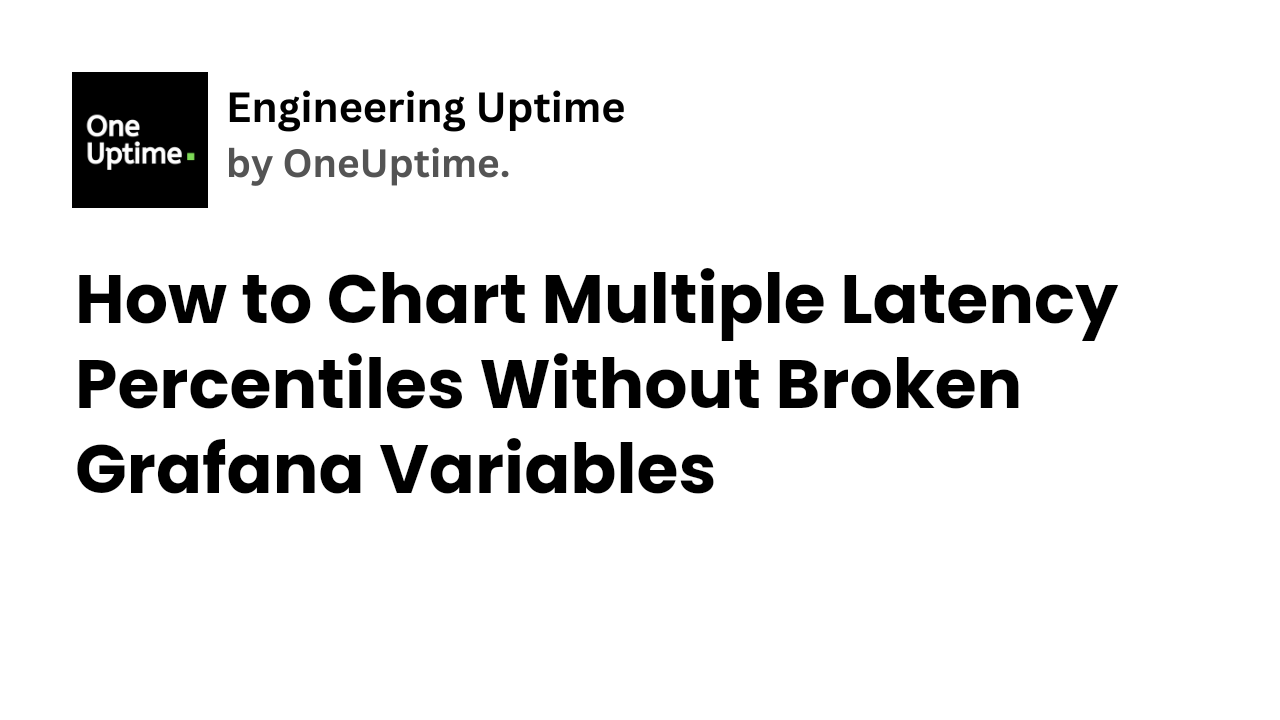 One
Uptime.
Engineering Uptime
by OneUptime.
How to Chart Multiple Latency
Percentiles Without Broken
Grafana Variables